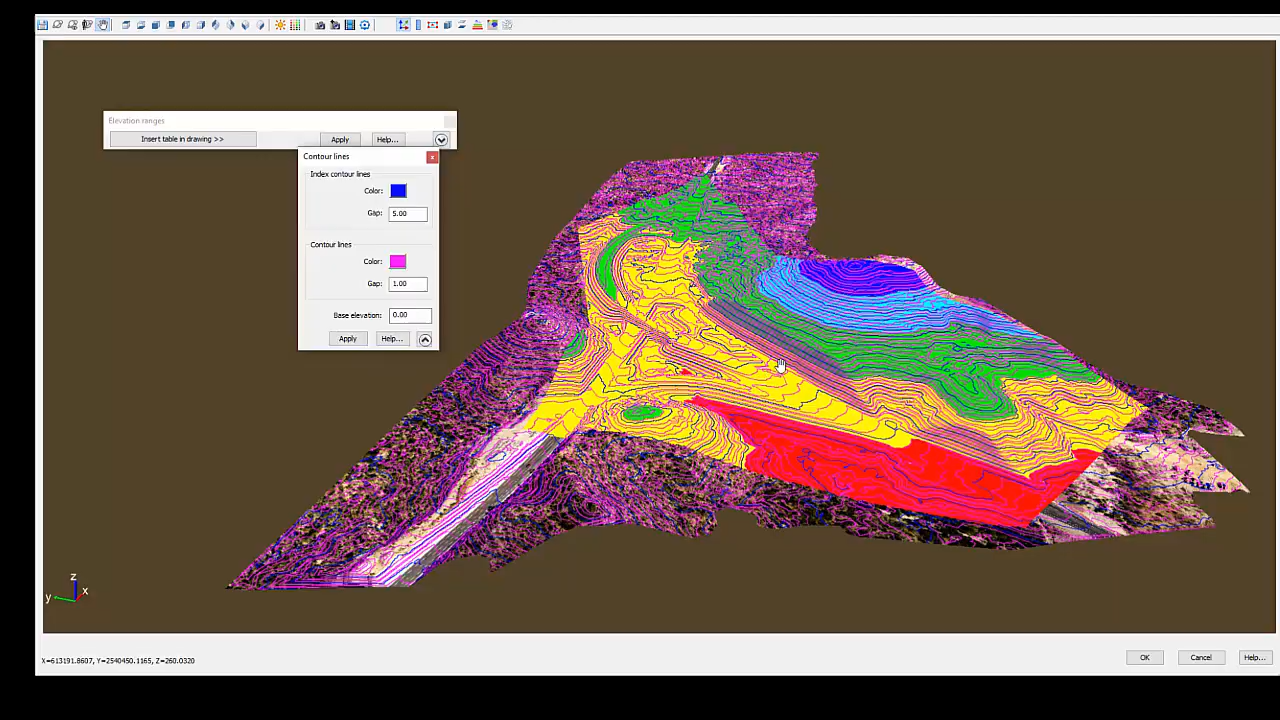 Elevation ranges
Insert table in drawing >>
Apply
Help...
Contour lines
Index contour lines
Color:
Gap: 5.00
Contour lines
Color:
Gap: 1.00
Base elevation: 0.00
Apply
Help...
z
y
x
X=613191.8607, Y=2540450.1165, Z=260.0320
OK
Cancel
Help...